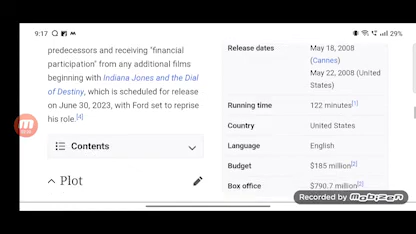 9:17
29%
predecessors and receiving "financial
participation" from any additional films
beginning with Indiana Jones and the Dial
of Destiny, which is scheduled for release
on June 30, 2023, with Ford set to reprise
his role.[4]
Contents
Plot
Release dates May 18, 2008
(Cannes)
May 22, 2008 (United
States)
Running time 122 minutes[1]
Country United States
Language English
Budget $185 million[2]
Box office $790.7 million[2]
Recorded by Mobizen